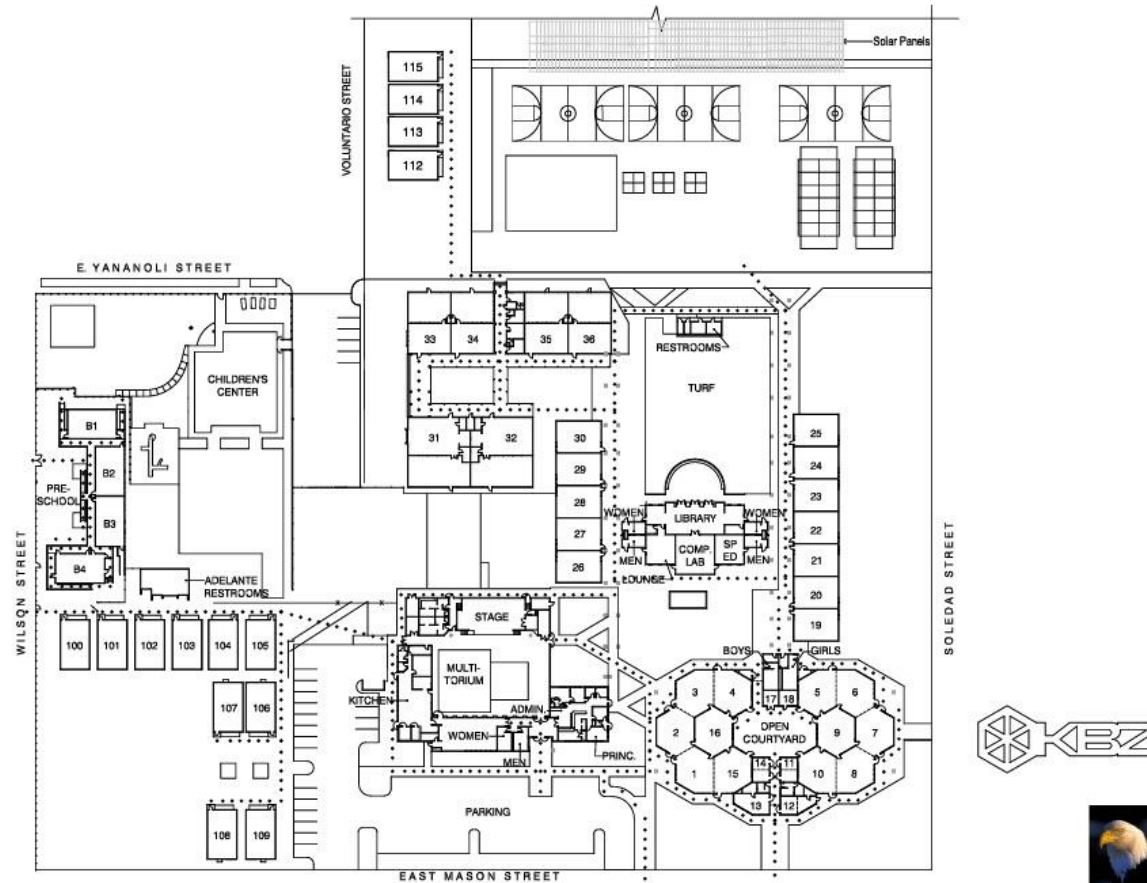 Solar Panels
VOLUNTARIO STREET
115
114
113
112
E. YANANOLI STREET
CHILDREN'S
CENTER
33
34
35
36
RESTROOMS
TURF
31
32
30
29
28
27
26
25
24
23
22
21
20
19
B1
B2
B3
B4
PRE-
SCHOOL
WILSON STREET
ADELANTE
RESTROOMS
WOMEN
LIBRARY
WOMEN
MEN
COMP.
LAB
SP
ED
MEN
LOUNGE
SOLEDAD STREET
100
101
102
103
104
105
107
106
108
109
STAGE
MULTI-
TORIUM
KITCHEN
ADMIN.
WOMEN
MEN
PRINC.
PARKING
BOYS
GIRLS
3
4
17
18
5
6
2
16
OPEN
COURTYARD
9
7
1
15
14
11
10
8
13
12
EAST MASON STREET
KBZ